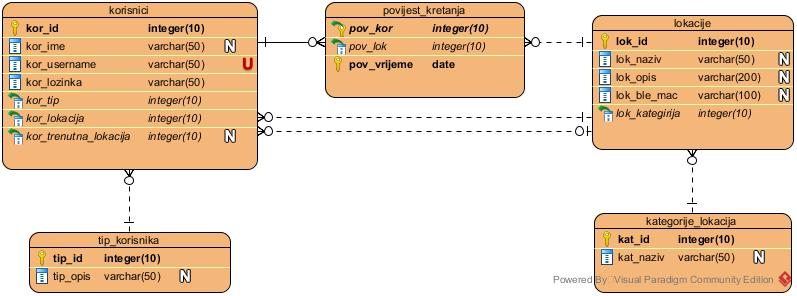 korisnici
kor_id integer(10)
kor_ime varchar(50) N
kor_username varchar(50) U
kor_lozinka varchar(50)
kor_tip integer(10)
kor_lokacija integer(10)
kor_trenutna_lokacija integer(10) N
povijest_kretanja
pov_kor integer(10)
pov_lok integer(10)
pov_vrijeme date
lokacije
lok_id integer(10)
lok_naziv varchar(50) N
lok_opis varchar(200) N
lok_ble_mac varchar(100) N
lok_kategirija integer(10)
tip_korisnika
tip_id integer(10)
tip_opis varchar(50) N
kategorije_lokacija
kat_id integer(10)
kat_naziv varchar(50) N
Powered By Visual Paradigm Community Edition